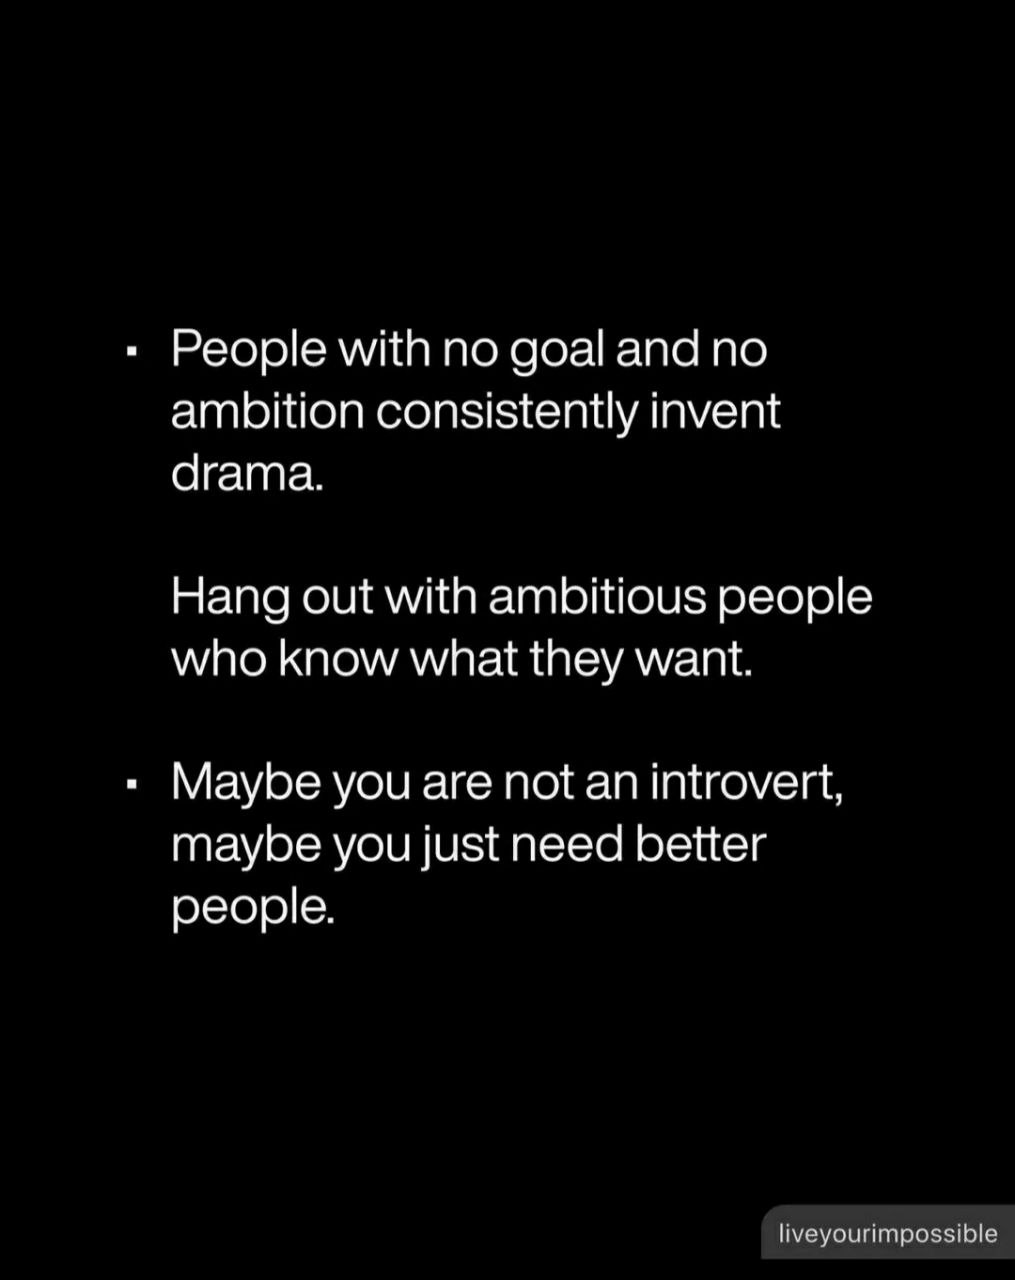 ▪ People with no goal and no
ambition consistently invent
drama.
Hang out with ambitious people
who know what they want.
▪ Maybe you are not an introvert,
maybe you just need better
people.
liveyourimpossible